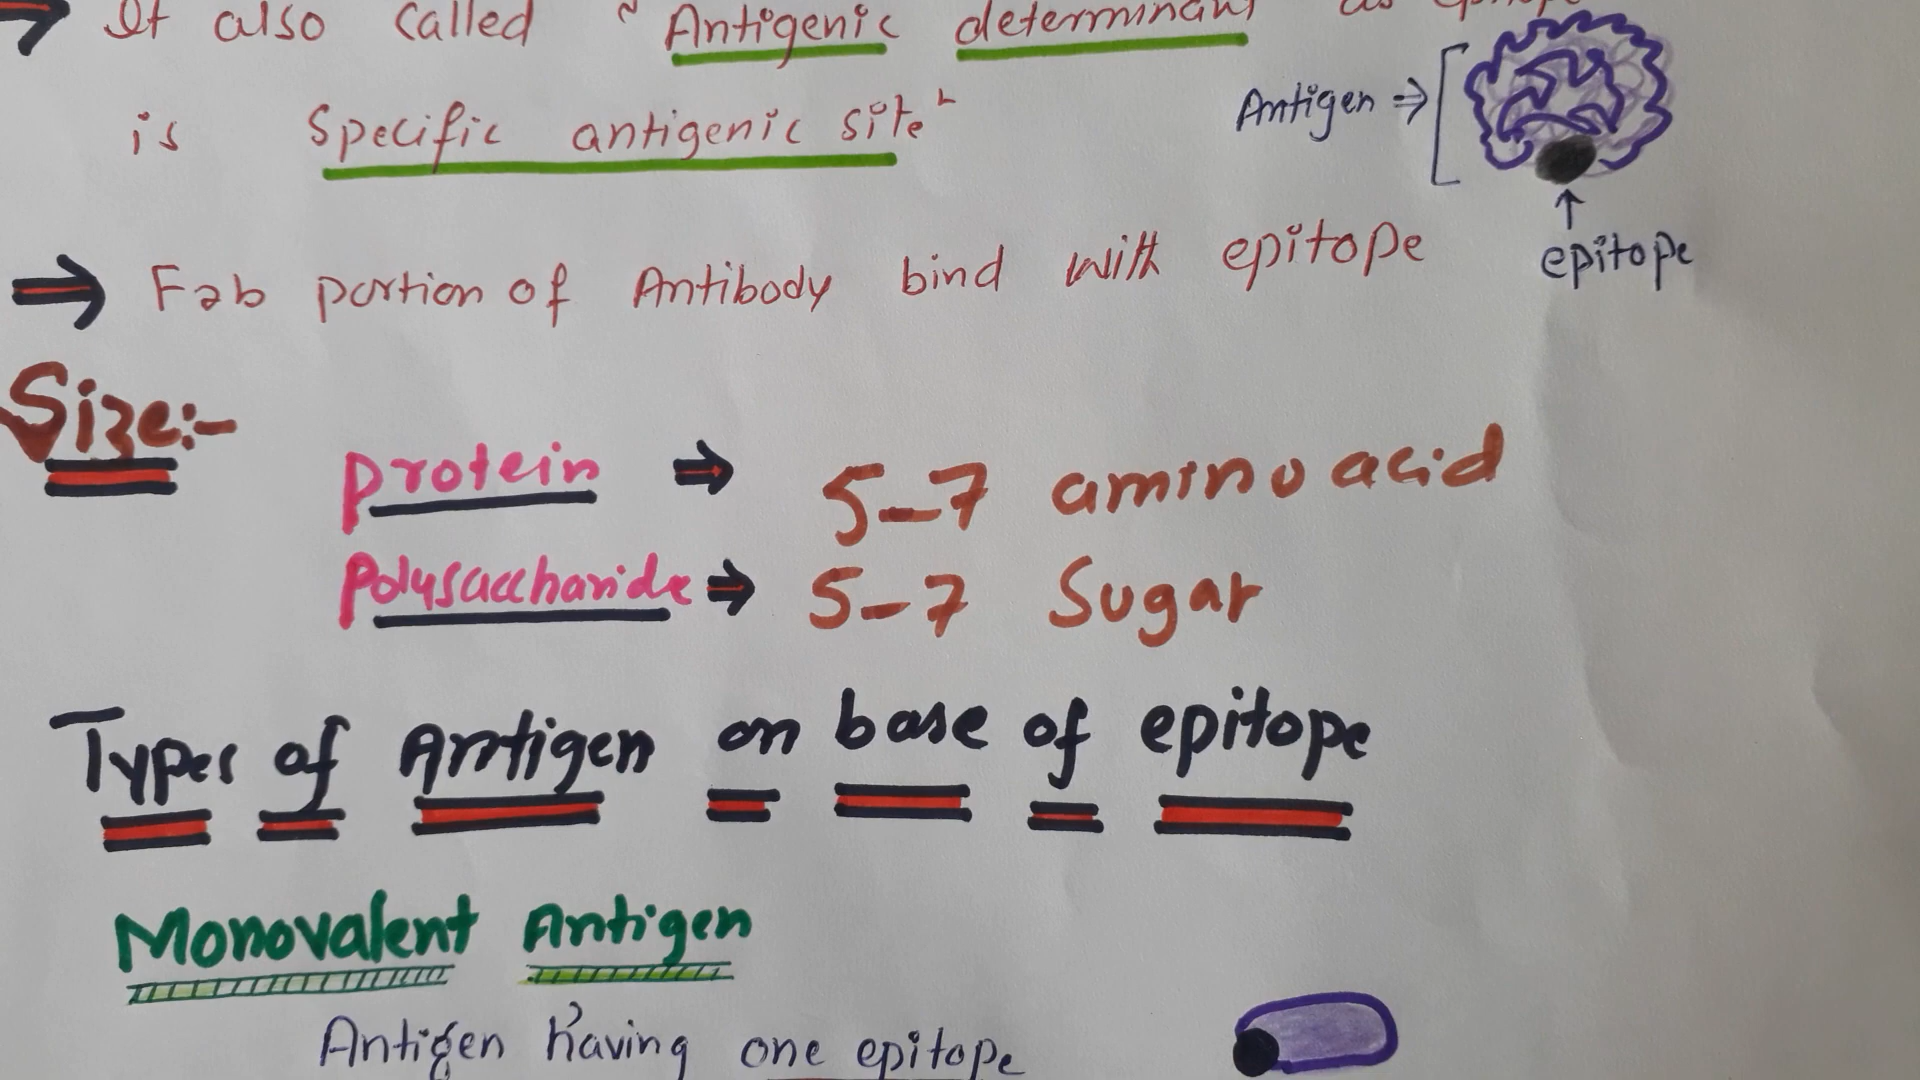 It also called "Antigenic determinant as
is Specific antigenic site"
Antigen ⇒
epitope
⇒ Fab portion of Antibody bind with epitope
Size:-
protein ⇒ 5-7 amino acid
Polysaccharide ⇒ 5-7 Sugar
Types of Antigen on base of epitope
Monovalent Antigen
Antigen having one epitope